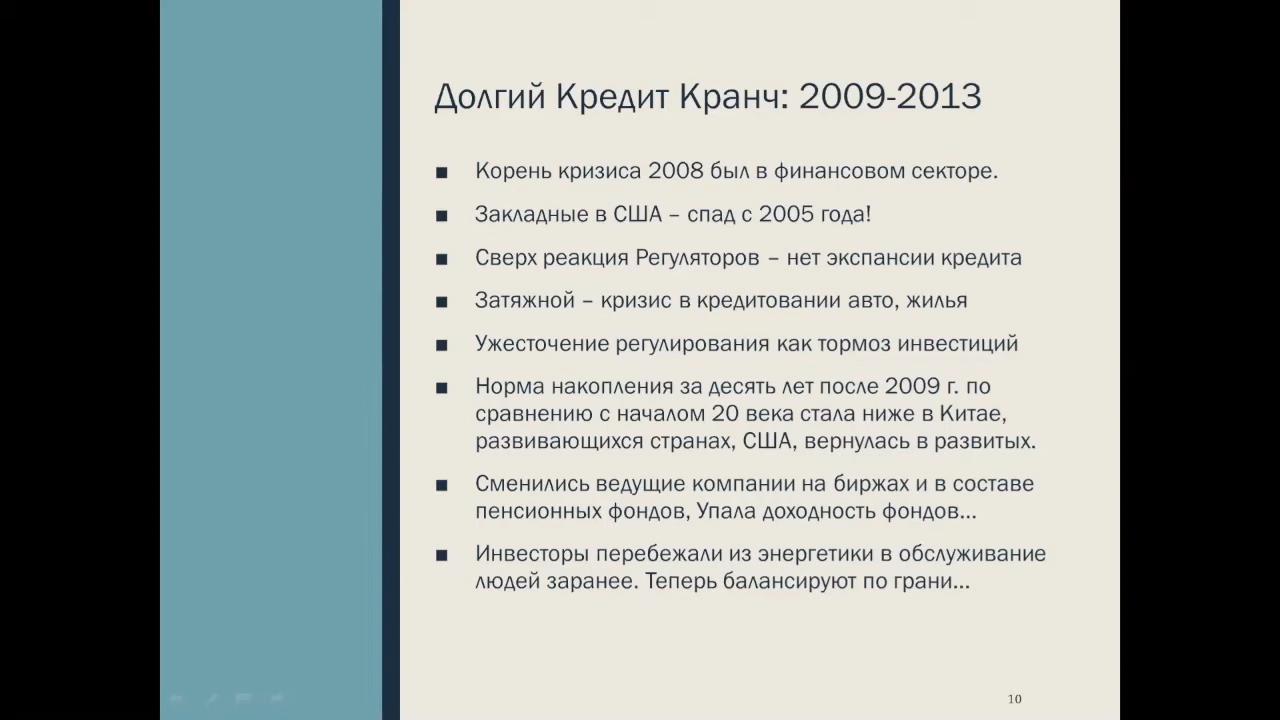 Долгий Кредит Кранч: 2009-2013
▪ Корень кризиса 2008 был в финансовом секторе.
▪ Закладные в США – спад с 2005 года!
▪ Сверх реакция Регуляторов – нет экспансии кредита
▪ Затяжной – кризис в кредитовании авто, жилья
▪ Ужесточение регулирования как тормоз инвестиций
▪ Норма накопления за десять лет после 2009 г. по
сравнению с началом 20 века стала ниже в Китае,
развивающихся странах, США, вернулась в развитых.
▪ Сменились ведущие компании на биржах и в составе
пенсионных фондов, Упала доходность фондов...
▪ Инвесторы перебежали из энергетики в обслуживание
людей заранее. Теперь балансируют по грани...
10